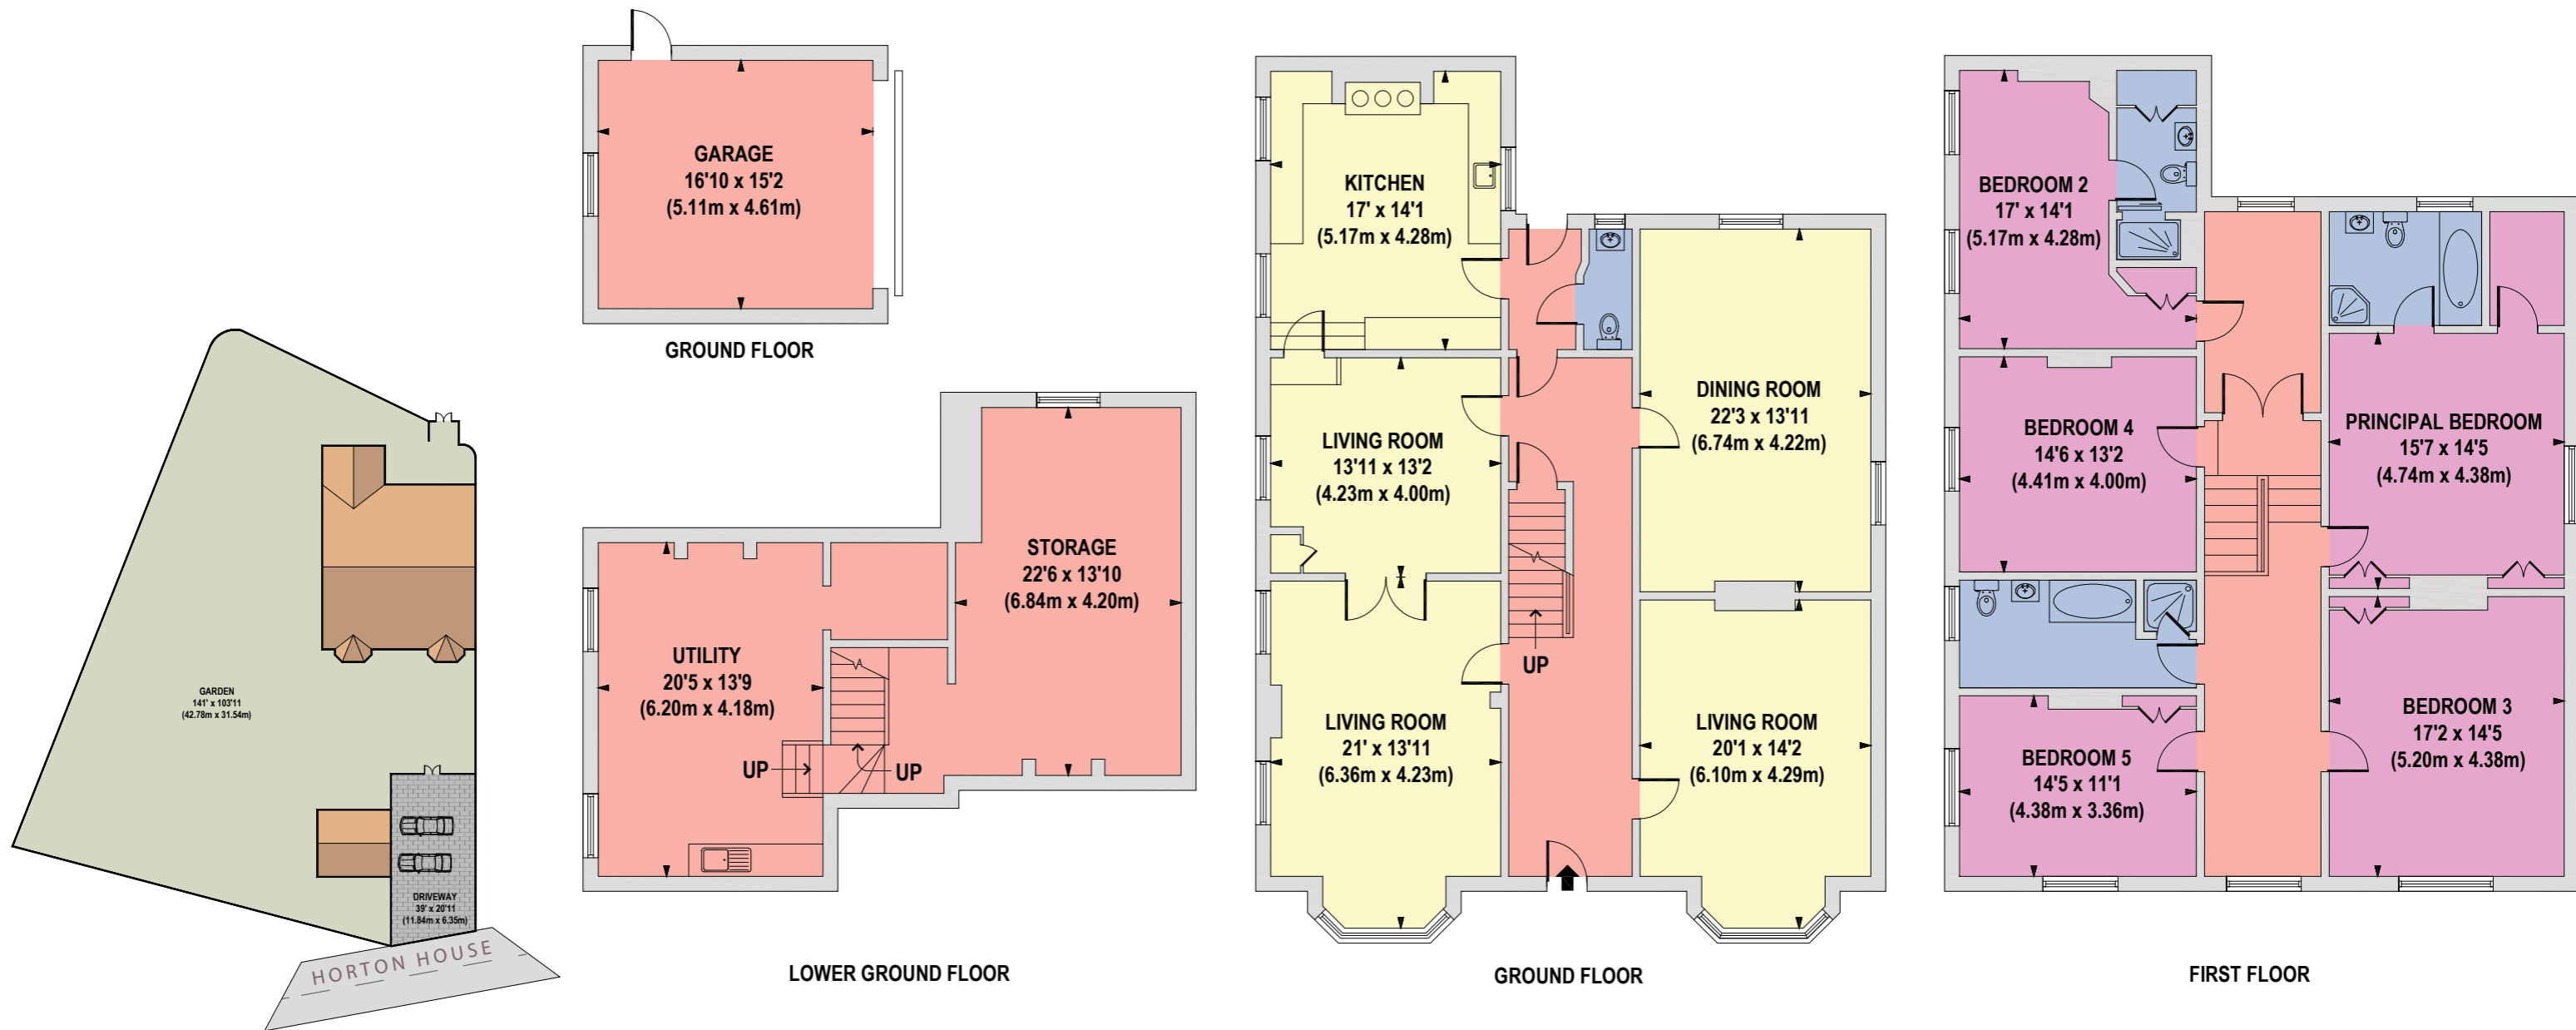 GARDEN
141' x 103'11
(42.78m x 31.54m)
DRIVEWAY
39' x 20'11
(11.84m x 6.35m)
HORTON HOUSE
GARAGE
16'10 x 15'2
(5.11m x 4.61m)
GROUND FLOOR
STORAGE
22'6 x 13'10
(6.84m x 4.20m)
UTILITY
20'5 x 13'9
(6.20m x 4.18m)
UP
UP
LOWER GROUND FLOOR
KITCHEN
17' x 14'1
(5.17m x 4.28m)
DINING ROOM
22'3 x 13'11
(6.74m x 4.22m)
LIVING ROOM
13'11 x 13'2
(4.23m x 4.00m)
UP
LIVING ROOM
21' x 13'11
(6.36m x 4.23m)
LIVING ROOM
20'1 x 14'2
(6.10m x 4.29m)
GROUND FLOOR
BEDROOM 2
17' x 14'1
(5.17m x 4.28m)
BEDROOM 4
14'6 x 13'2
(4.41m x 4.00m)
PRINCIPAL BEDROOM
15'7 x 14'5
(4.74m x 4.38m)
BEDROOM 5
14'5 x 11'1
(4.38m x 3.36m)
BEDROOM 3
17'2 x 14'5
(5.20m x 4.38m)
FIRST FLOOR